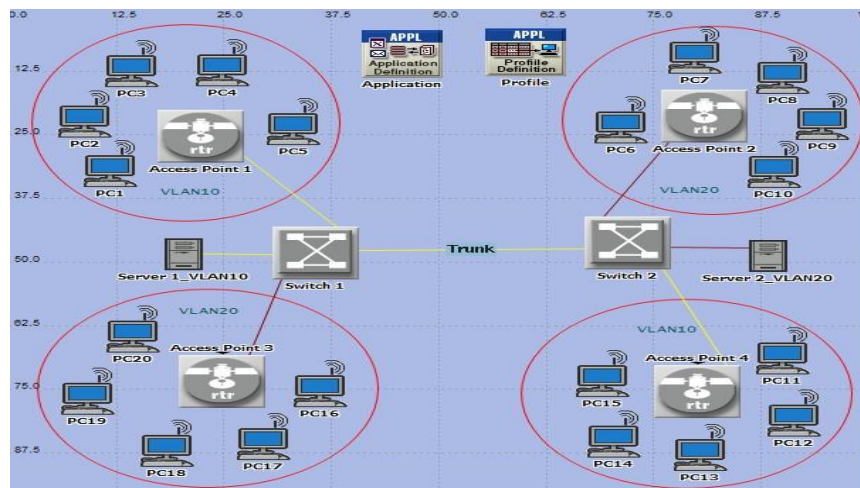 0.0 12.5 25.0 37.5 50.0 62.5 75.0 87.5
12.5
25.0
37.5
50.0
62.5
75.0
87.5
APPL
Application
Definition
Application
APPL
Profile
Definition
Profile
PC3
PC4
PC2
PC5
PC1
rtr
Access Point 1
VLAN10
PC7
PC8
PC6
PC9
PC10
rtr
Access Point 2
VLAN20
Server 1_VLAN10
Switch 1
Trunk
Switch 2
Server 2_VLAN20
VLAN20
Access Point 3
rtr
PC20
PC19
PC16
PC18
PC17
VLAN10
Access Point 4
rtr
PC11
PC15
PC12
PC14
PC13